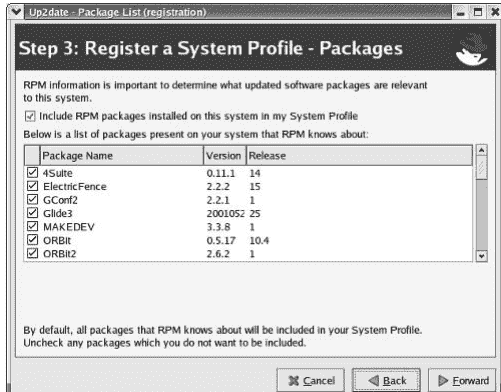 Up2date - Package List (registration)
Step 3: Register a System Profile - Packages
RPM information is important to determine what updated software packages are relevant
to this system.
Include RPM packages installed on this system in my System Profile
Below is a list of packages present on your system that RPM knows about:
Package Name Version Release
4Suite 0.11.1 14
ElectricFence 2.2.2 15
GConf2 2.2.1 1
Glide3 2001052 25
MAKEDEV 3.3.8 1
ORBit 0.5.17 10.4
ORBit2 2.6.2 1
By default, all packages that RPM knows about will be included in your System Profile.
Uncheck any packages which you do not want to be included.
Cancel Back Forward